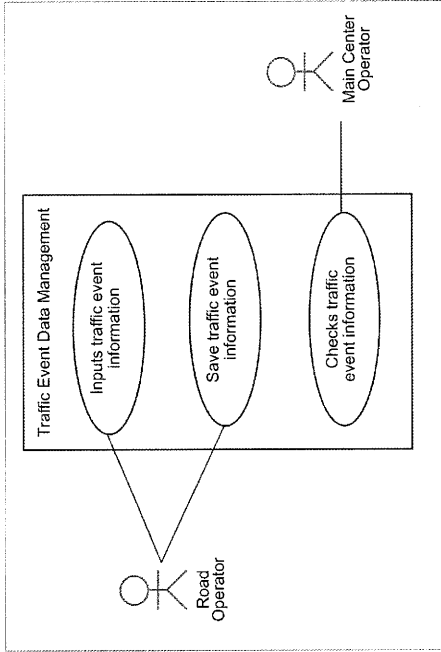 Traffic Event Data Management
Inputs traffic event
information
Save traffic event
information
Checks traffic
event information
Road
Operator
Main Center
Operator